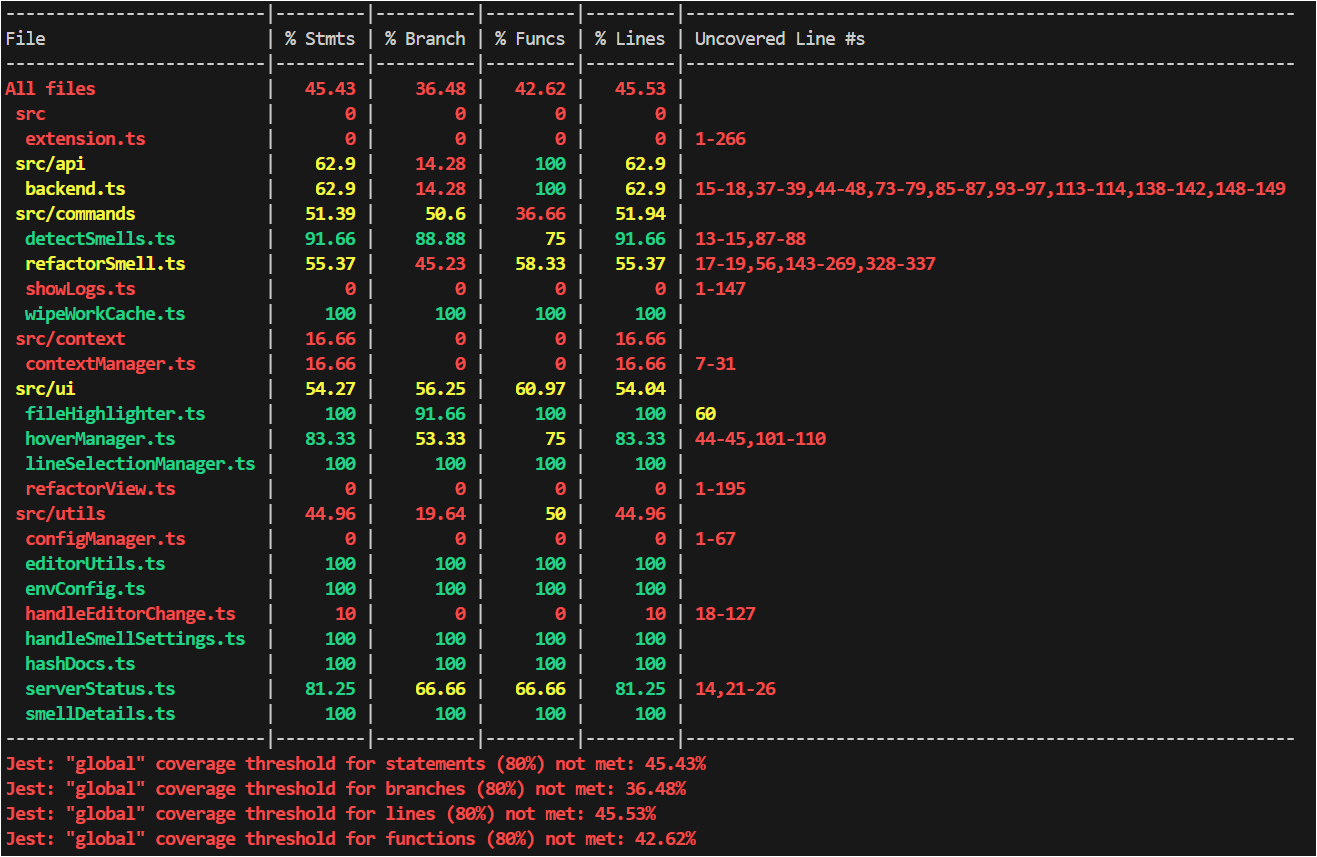 --------------------------|---------|----------|---------|---------|-------------------------------------------------------------
File                      | % Stmts | % Branch | % Funcs | % Lines | Uncovered Line #s
--------------------------|---------|----------|---------|---------|-------------------------------------------------------------
All files                 |   45.43 |    36.48 |   42.62 |   45.53 |
 src                      |       0 |        0 |       0 |       0 |
  extension.ts            |       0 |        0 |       0 |       0 | 1-266
 src/api                  |    62.9 |    14.28 |     100 |    62.9 |
  backend.ts              |    62.9 |    14.28 |     100 |    62.9 | 15-18,37-39,44-48,73-79,85-87,93-97,113-114,138-142,148-149
 src/commands             |   51.39 |     50.6 |   36.66 |   51.94 |
  detectSmells.ts         |   91.66 |    88.88 |      75 |   91.66 | 13-15,87-88
  refactorSmell.ts        |   55.37 |    45.23 |   58.33 |   55.37 | 17-19,56,143-269,328-337
  showLogs.ts             |       0 |        0 |       0 |       0 | 1-147
  wipeWorkCache.ts        |     100 |      100 |     100 |     100 |
 src/context              |   16.66 |        0 |       0 |   16.66 |
  contextManager.ts       |   16.66 |        0 |       0 |   16.66 | 7-31
 src/ui                   |   54.27 |    56.25 |   60.97 |   54.04 |
  fileHighlighter.ts      |     100 |    91.66 |     100 |     100 | 60
  hoverManager.ts         |   83.33 |    53.33 |      75 |   83.33 | 44-45,101-110
  lineSelectionManager.ts |     100 |      100 |     100 |     100 |
  refactorView.ts         |       0 |        0 |       0 |       0 | 1-195
 src/utils                |   44.96 |    19.64 |      50 |   44.96 |
  configManager.ts        |       0 |        0 |       0 |       0 | 1-67
  editorUtils.ts          |     100 |      100 |     100 |     100 |
  envConfig.ts            |     100 |      100 |     100 |     100 |
  handleEditorChange.ts   |      10 |        0 |       0 |      10 | 18-127
  handleSmellSettings.ts  |     100 |      100 |     100 |     100 |
  hashDocs.ts             |     100 |      100 |     100 |     100 |
  serverStatus.ts         |   81.25 |    66.66 |   66.66 |   81.25 | 14,21-26
  smellDetails.ts         |     100 |      100 |     100 |     100 |
--------------------------|---------|----------|---------|---------|-------------------------------------------------------------
Jest: "global" coverage threshold for statements (80%) not met: 45.43%
Jest: "global" coverage threshold for branches (80%) not met: 36.48%
Jest: "global" coverage threshold for lines (80%) not met: 45.53%
Jest: "global" coverage threshold for functions (80%) not met: 42.62%